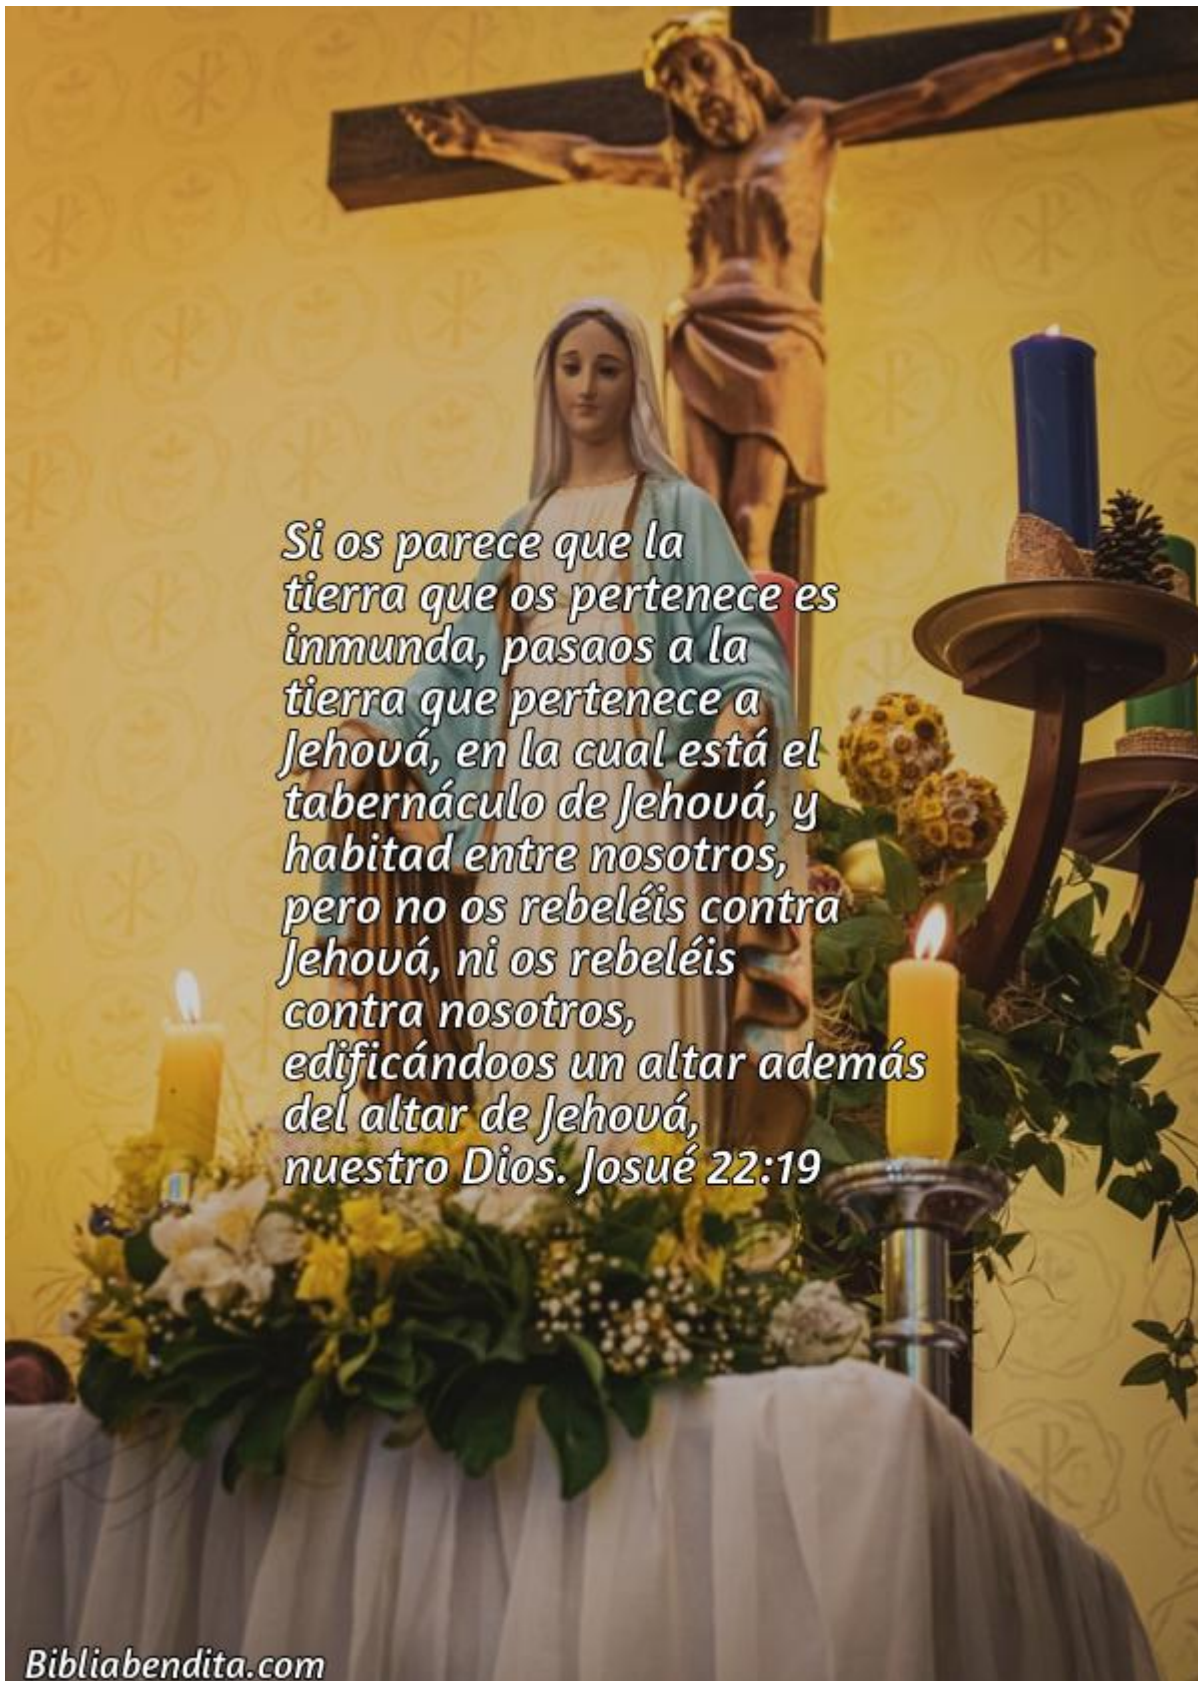 Si os parece que la
tierra que os pertenece es
inmunda, pasaos a la
tierra que pertenece a
Jehová, en la cual está el
tabernáculo de Jehová, y
habitad entre nosotros,
pero no os rebeléis contra
Jehová, ni os rebeléis
contra nosotros,
edificándoos un altar además
del altar de Jehová,
nuestro Dios. Josué 22:19
Bibliabendita.com